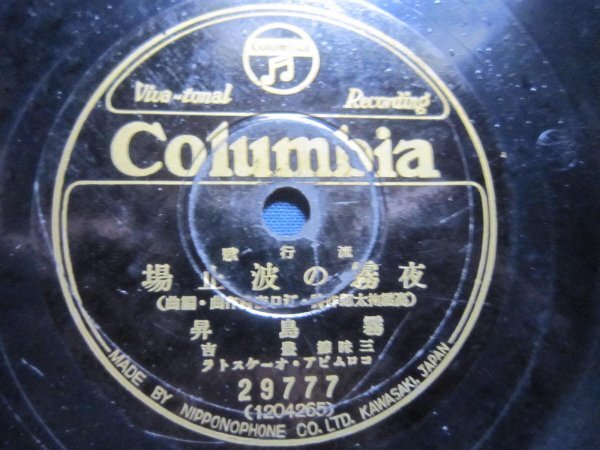 Columbia
Viva-tonal Recording
Columbia
歌行流
場止波の夜霧
昇島霧
吉豊線味三
ラトスケーオ・アビムロコ
29777
(1204265)
MADE BY NIPPONOPHONE CO. LTD. KAWASAKI, JAPAN